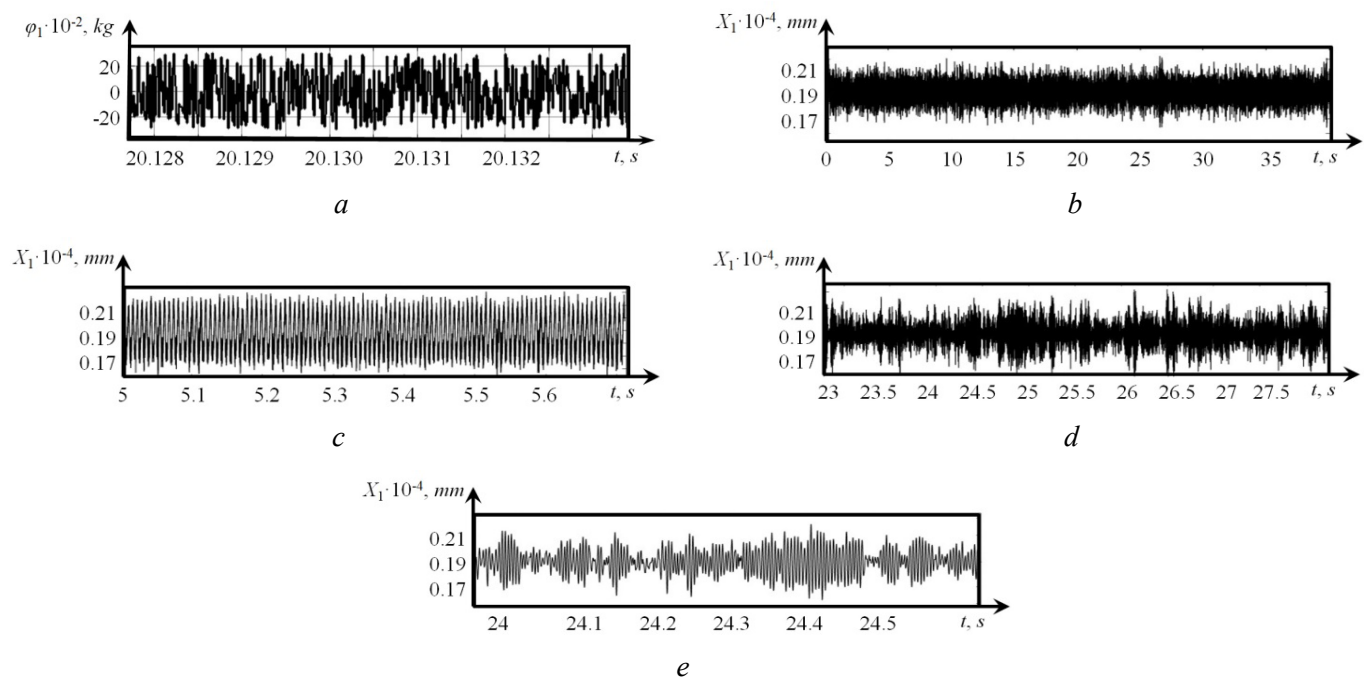 φ₁·10⁻², kg
20
0
-20
20.128 20.129 20.130 20.131 20.132 t, s
a
X₁·10⁻⁴, mm
0.21
0.19
0.17
0 5 10 15 20 25 30 35 t, s
b
X₁·10⁻⁴, mm
0.21
0.19
0.17
5 5.1 5.2 5.3 5.4 5.5 5.6 t, s
c
X₁·10⁻⁴, mm
0.21
0.19
0.17
23 23.5 24 24.5 25 25.5 26 26.5 27 27.5 t, s
d
X₁·10⁻⁴, mm
0.21
0.19
0.17
24 24.1 24.2 24.3 24.4 24.5 t, s
e